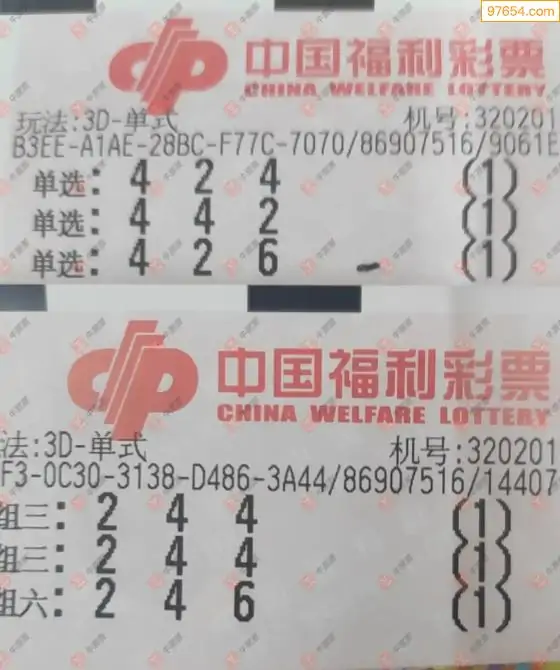 97654.com
中国福利彩票
CHINA WELFARE LOTTERY
玩法:3D-单式 机号:320201
B3EE-A1AE-28BC-F77C-7070/86907516/9061E
单选: 4 2 4 (1)
单选: 4 4 2 (1)
单选: 4 2 6 (1)
中国福利彩票
CHINA WELFARE LOTTERY
法:3D-单式 机号:320201
F3-0C30-3138-D486-3A44/86907516/14407
组三: 2 4 4 (1)
组三: 2 4 4 (1)
组六: 2 4 6 (1)